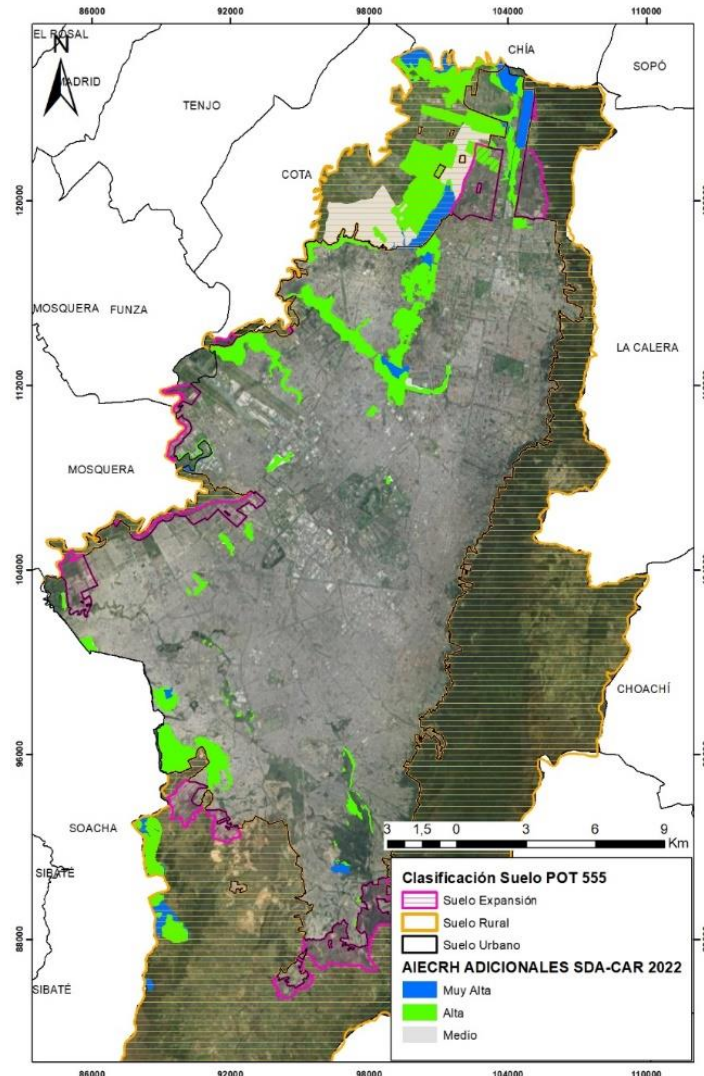 86000 92000 98000 104000 110000
EL ROSAL
N
MADRID
CHÍA
SOPÓ
TENJO
COTA
120000
MOSQUERA
FUNZA
LA CALERA
112000
MOSQUERA
104000
CHOACHÍ
96000
SOACHA
3 1,5 0 3 6 9
Km
SIBATÉ
Clasificación Suelo POT 555
Suelo Expansión
Suelo Rural
Suelo Urbano
88000
AIECRH ADICIONALES SDA-CAR 2022
SIBATÉ
Muy Alta
Alta
Medio
86000 92000 98000 104000 110000